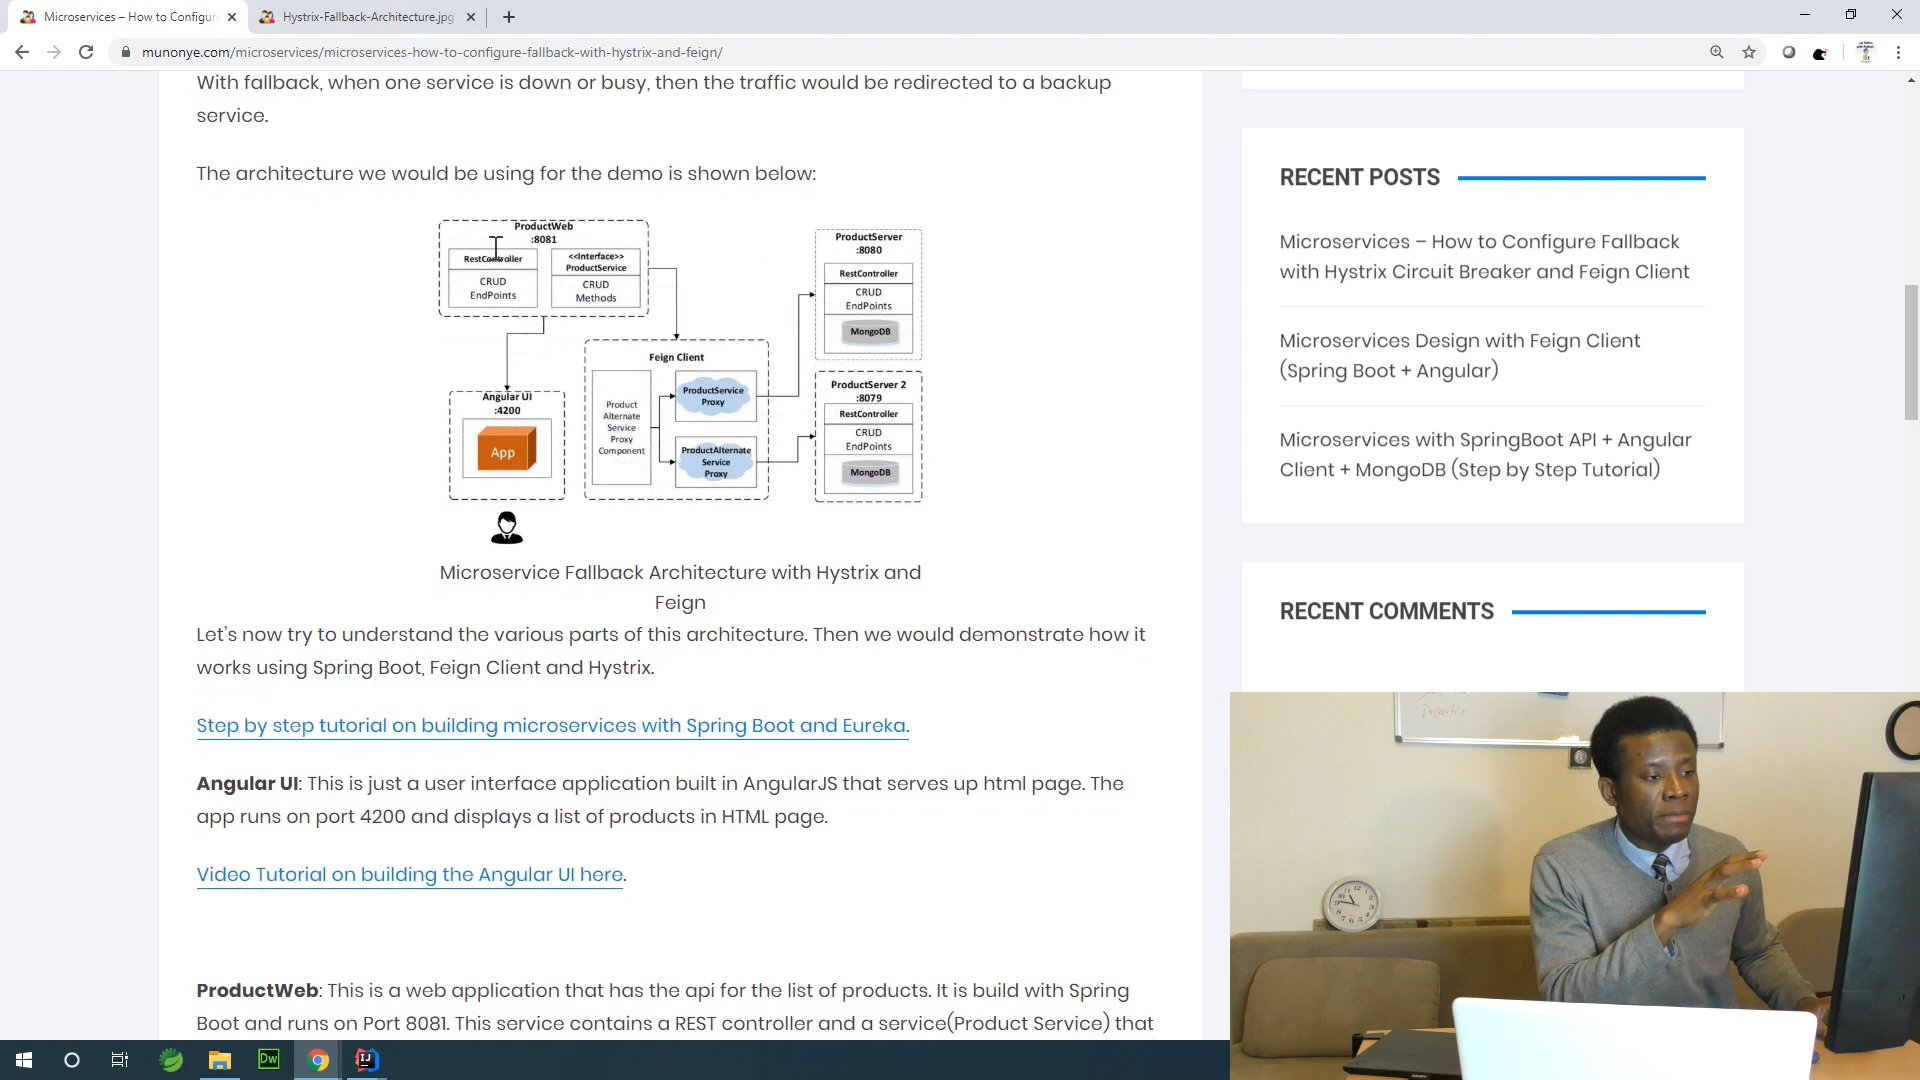 Microservices – How to Configur
Hystrix-Fallback-Architecture.jpg
munonye.com/microservices/microservices-how-to-configure-fallback-with-hystrix-and-feign/
With fallback, when one service is down or busy, then the traffic would be redirected to a backup
service.
The architecture we would be using for the demo is shown below:
ProductWeb
:8081
RestController
CRUD
EndPoints
<<Interface>>
ProductService
CRUD
Methods
Angular UI
:4200
App
Feign Client
Product
Alternate
Service
Proxy
Component
ProductService
Proxy
ProductAlternate
Service
Proxy
ProductServer
:8080
RestController
CRUD
EndPoints
MongoDB
ProductServer 2
:8079
RestController
CRUD
EndPoints
MongoDB
Microservice Fallback Architecture with Hystrix and
Feign
Let's now try to understand the various parts of this architecture. Then we would demonstrate how it
works using Spring Boot, Feign Client and Hystrix.
Step by step tutorial on building microservices with Spring Boot and Eureka.
Angular UI: This is just a user interface application built in AngularJS that serves up html page. The
app runs on port 4200 and displays a list of products in HTML page.
Video Tutorial on building the Angular UI here.
ProductWeb: This is a web application that has the api for the list of products. It is build with Spring
Boot and runs on Port 8081. This service contains a REST controller and a service(Product Service) that
RECENT POSTS
Microservices – How to Configure Fallback
with Hystrix Circuit Breaker and Feign Client
Microservices Design with Feign Client
(Spring Boot + Angular)
Microservices with SpringBoot API + Angular
Client + MongoDB (Step by Step Tutorial)
RECENT COMMENTS
Dw
IJ